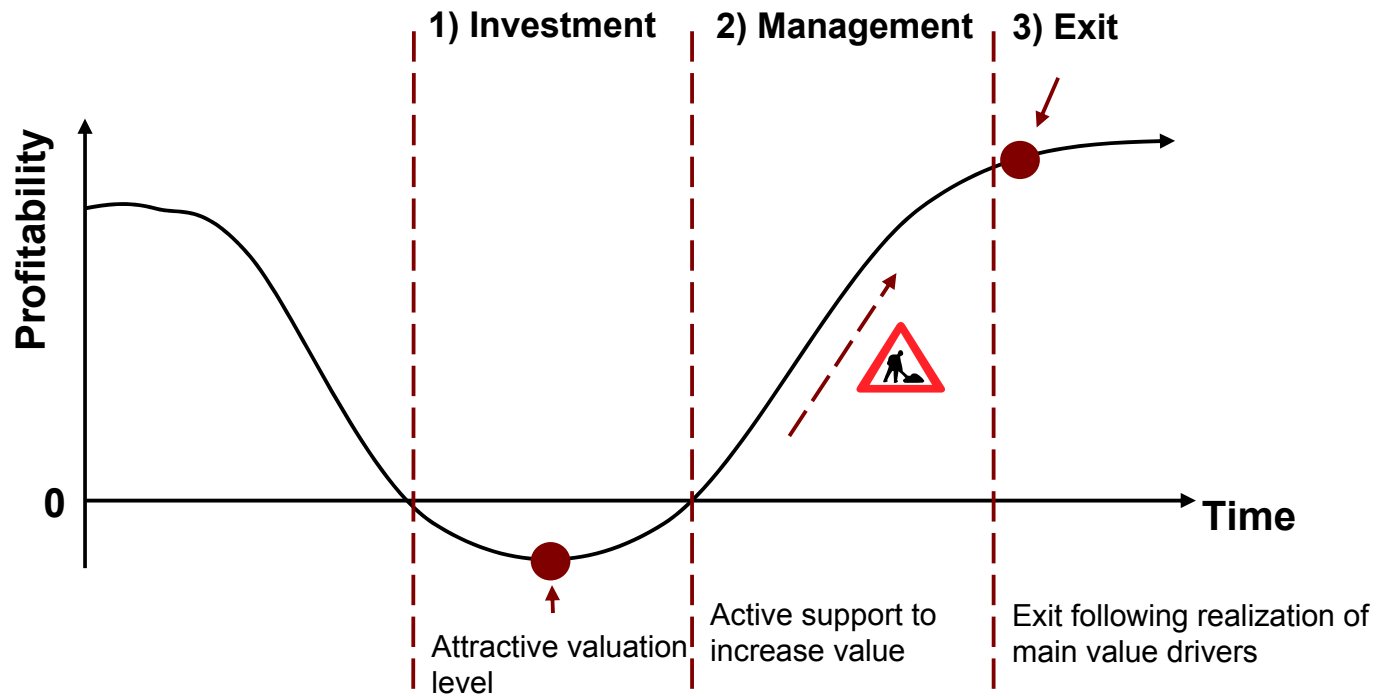 1) Investment
2) Management
3) Exit
Profitability
0
Time
Attractive valuation
level
Active support to
increase value
Exit following realization of
main value drivers